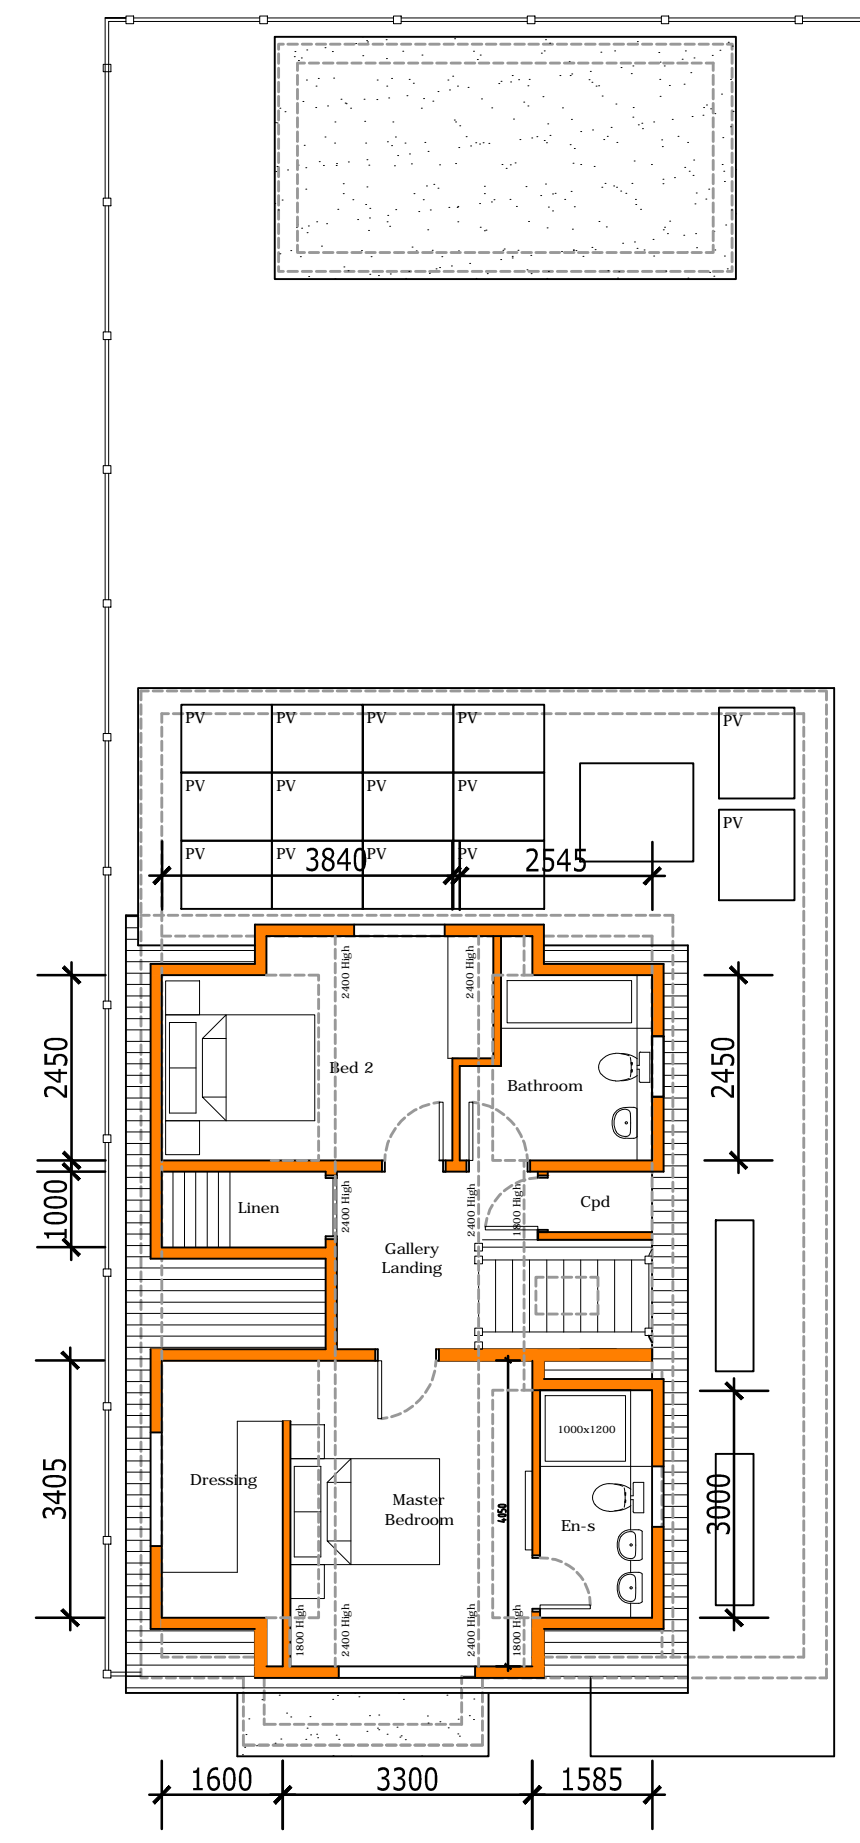 PV PV PV PV PV
PV PV PV PV
PV
PV PV PV PV
3840 2545
2400 High 2400 High
2450 Bed 2 Bathroom 2450
1000 Linen 2400 High 2400 High 1800 High Cpd
Gallery
Landing
3405 Dressing Master
Bedroom 4050 1000x1200
En-s 3000
1800 High 2400 High 2400 High 1800 High
1600 3300 1585